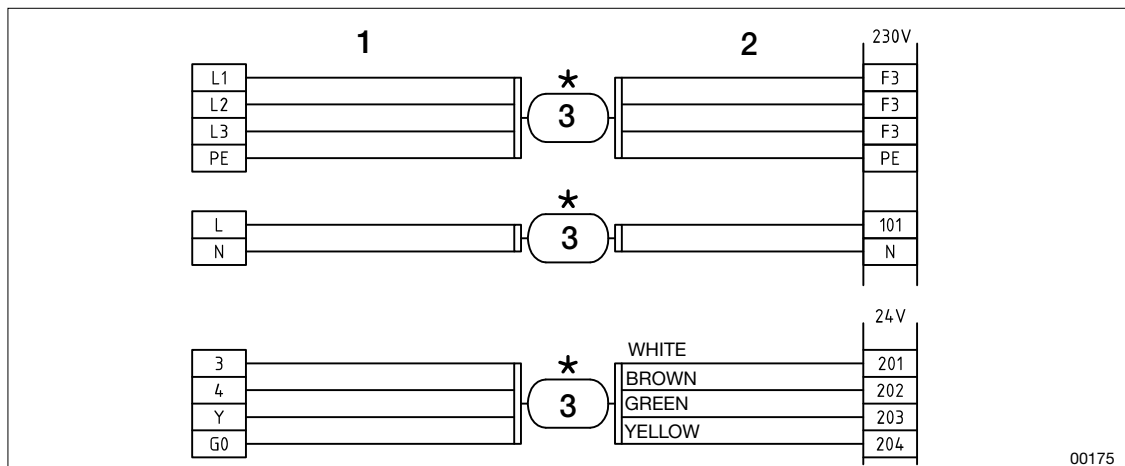 1 2 230V
L1 * F3
L2 3 F3
L3 F3
PE PE
*
L 3 101
N N
24V
WHITE
3 * 201
BROWN
4 3 202
GREEN
Y 203
YELLOW
G0 204
00175